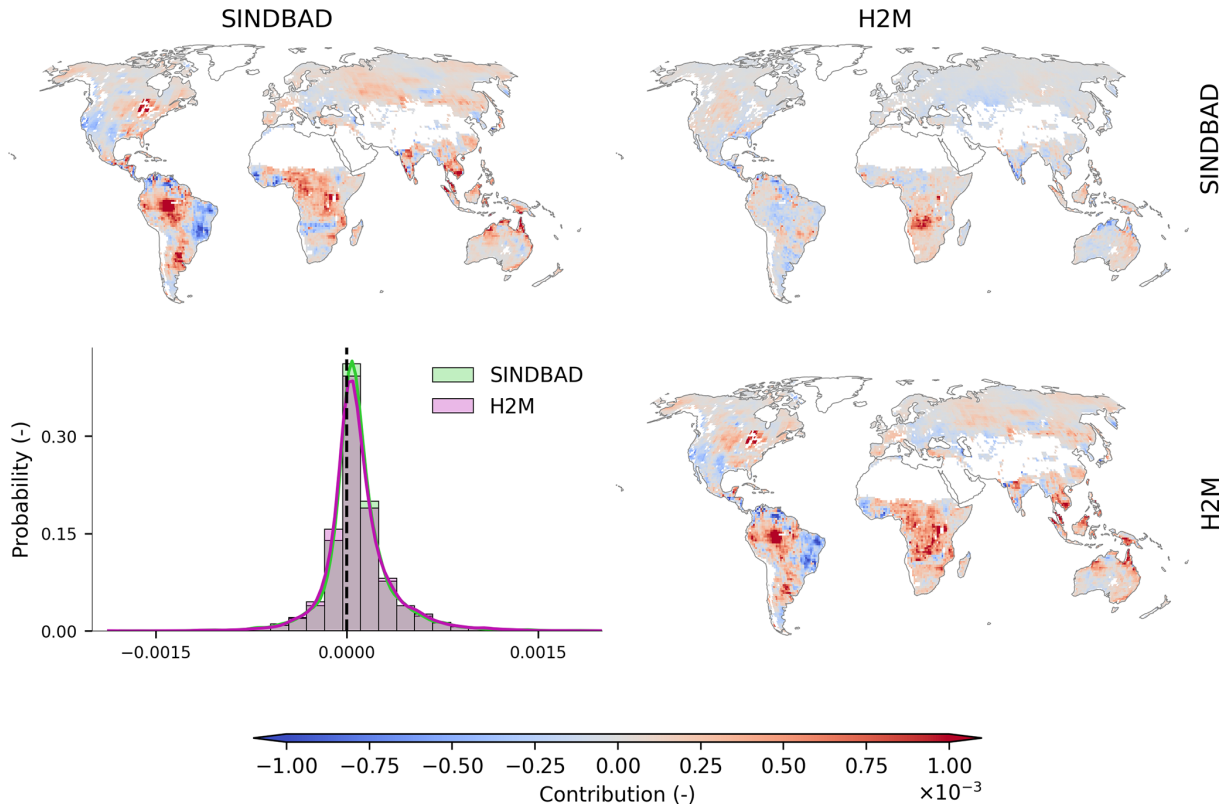 SINDBAD
H2M
SINDBAD
SINDBAD
H2M
0.30
0.15
0.00
Probability (-)
−0.0015
0.0000
0.0015
H2M
−1.00
−0.75
−0.50
−0.25
0.00
0.25
0.50
0.75
1.00
Contribution (-)
×10⁻³